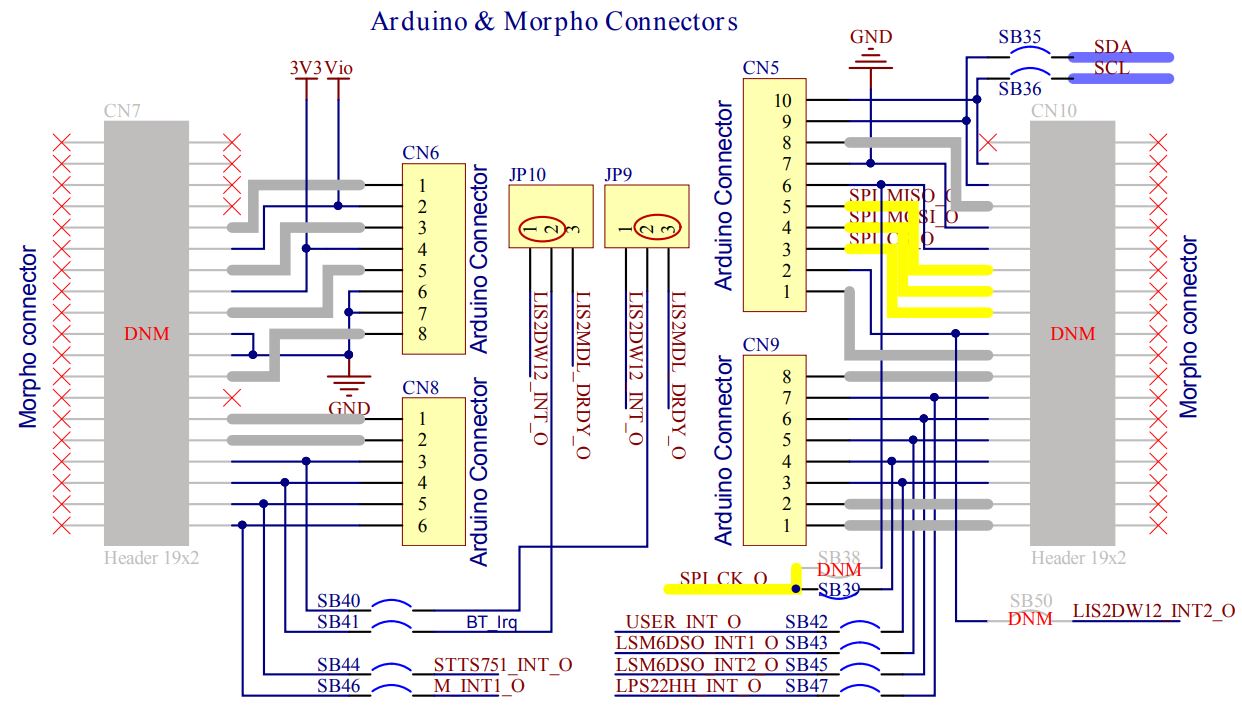 Arduino & Morpho Connectors
GND
SB35
SDA
3V3 Vio
CN5
SCL
SB36
CN7
10
CN10
9
CN6
8
JP10
JP9
7
1
6
2
SPI_MISO_O
5
3
SPI_MOSI_O
4
1 2 3
1 2 3
4
3
5
2
6
1
7
DNM
DNM
8
LIS2DW12_INT_O
LIS2MDL_DRDY_O
LIS2DW12_INT_O
LIS2MDL_DRDY_O
Morpho connector
Arduino Connector
Arduino Connector
Morpho connector
CN9
CN8
GND
8
1
7
2
6
3
5
4
4
5
3
6
2
1
Arduino Connector
Arduino Connector
Header 19x2
Header 19x2
SB38
DNM
SPI_CK_O
SB39
SB40
SB50
SB41
BT_Irq
USER_INT_O
SB42
DNM
LIS2DW12_INT2_O
LSM6DSO_INT1_O
SB43
SB44
STTS751_INT_O
LSM6DSO_INT2_O
SB45
SB46
M_INT1_O
LPS22HH_INT_O
SB47